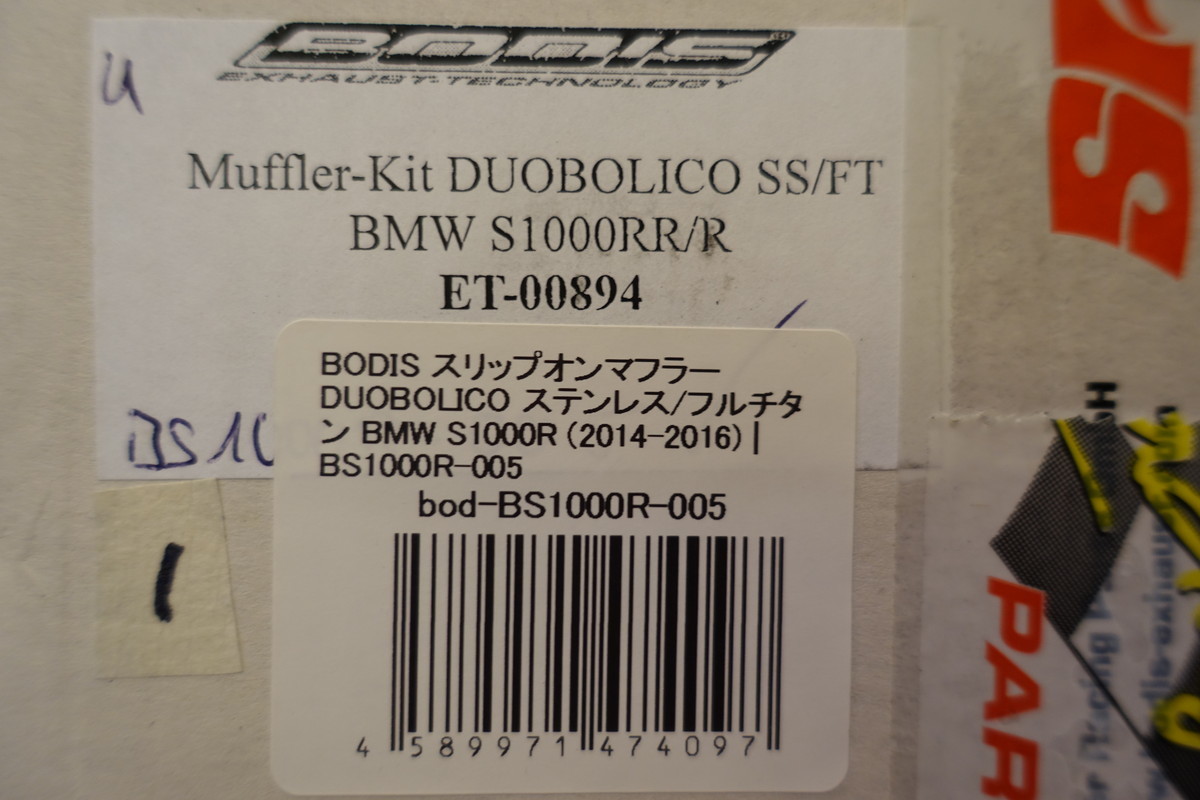 BODIS
EXHAUST-TECHNOLOGY
u
Muffler-Kit DUOBOLICO SS/FT
BMW S1000RR/R
ET-00894
BS10
BODIS スリップオンマフラー
DUOBOLICO ステンレス/フルチタ
ン BMW S1000R (2014-2016) |
BS1000R-005
bod-BS1000R-005
4 589971 474097
1
PAR